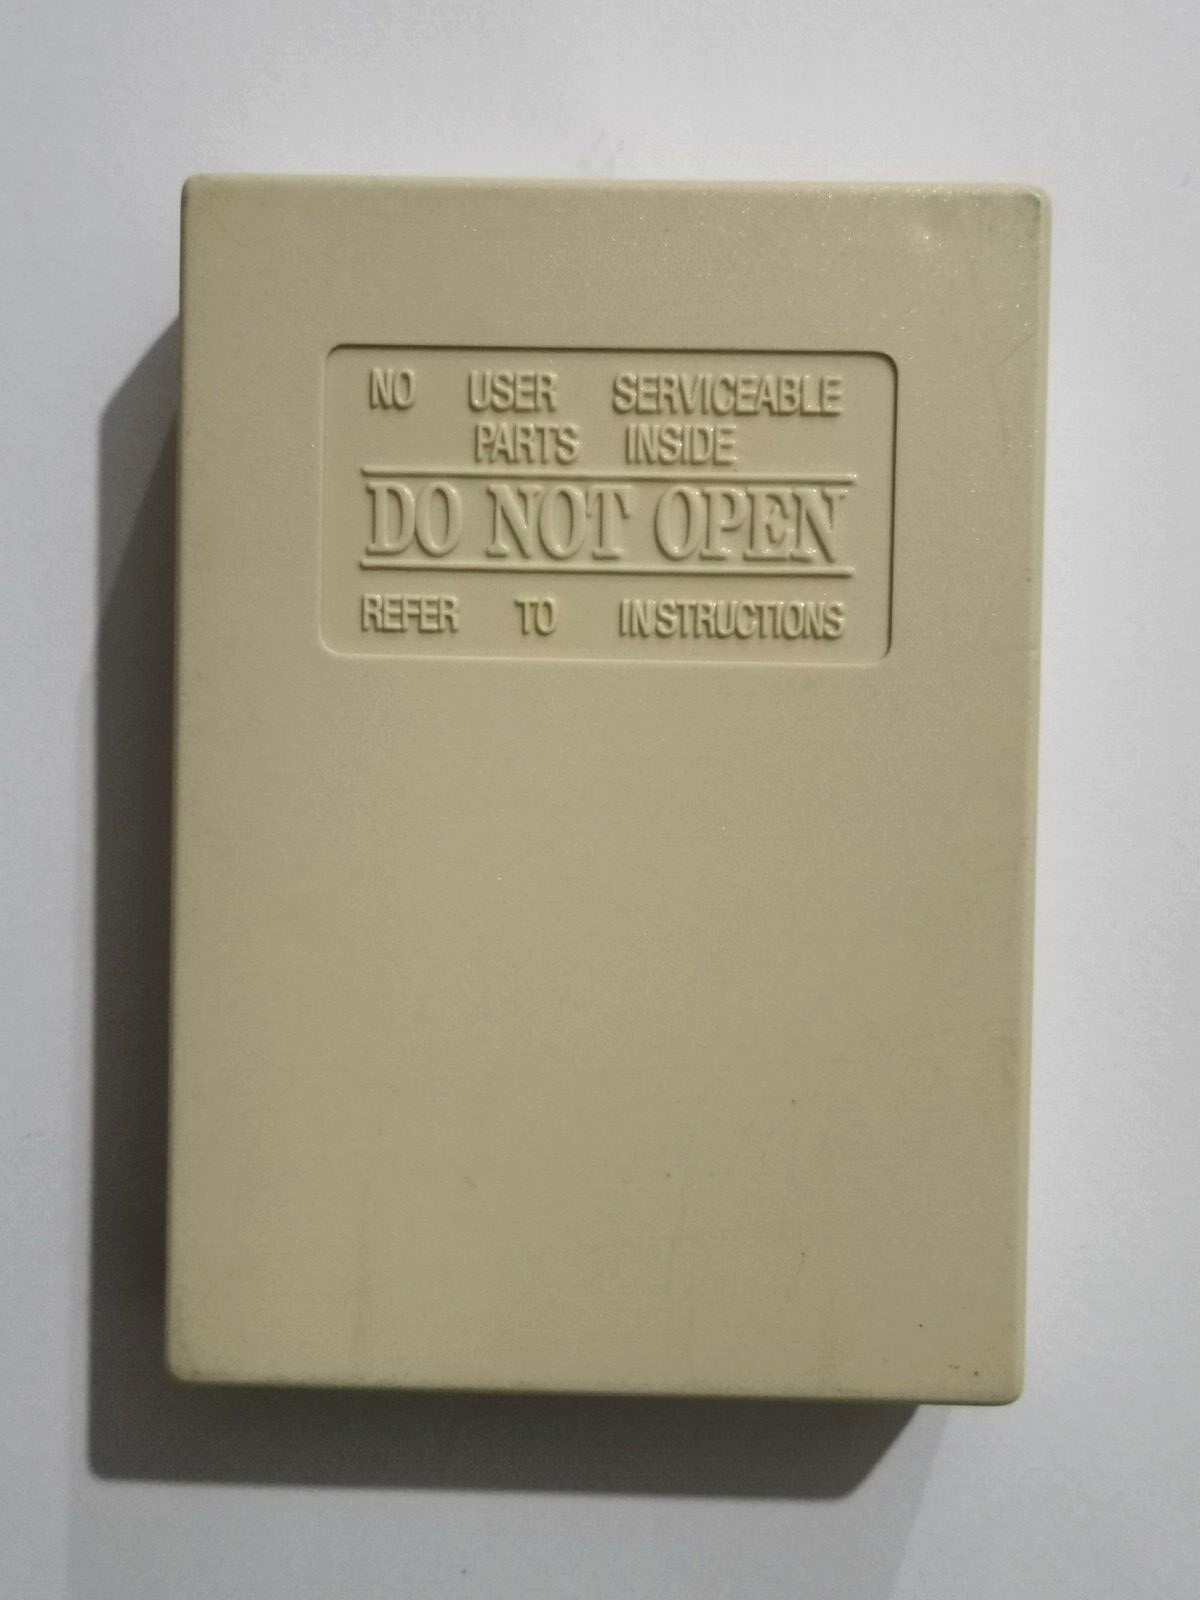 NO USER SERVICEABLE
PARTS INSIDE
DO NOT OPEN
REFER TO INSTRUCTIONS